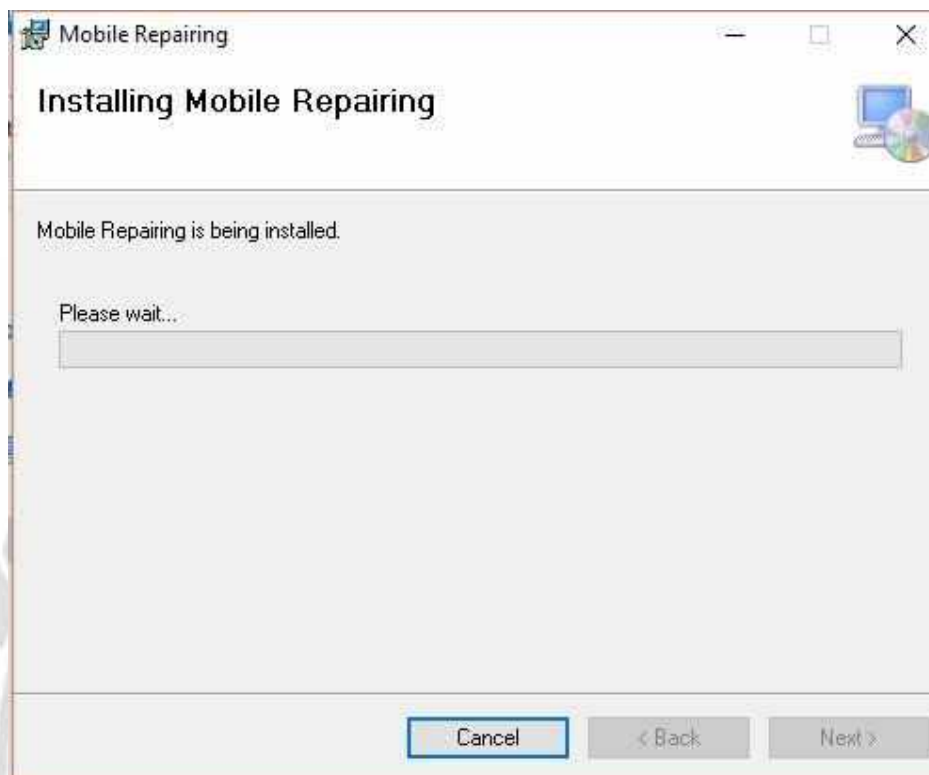 Mobile Repairing
Installing Mobile Repairing
Mobile Repairing is being installed.
Please wait...
Cancel
< Back
Next >